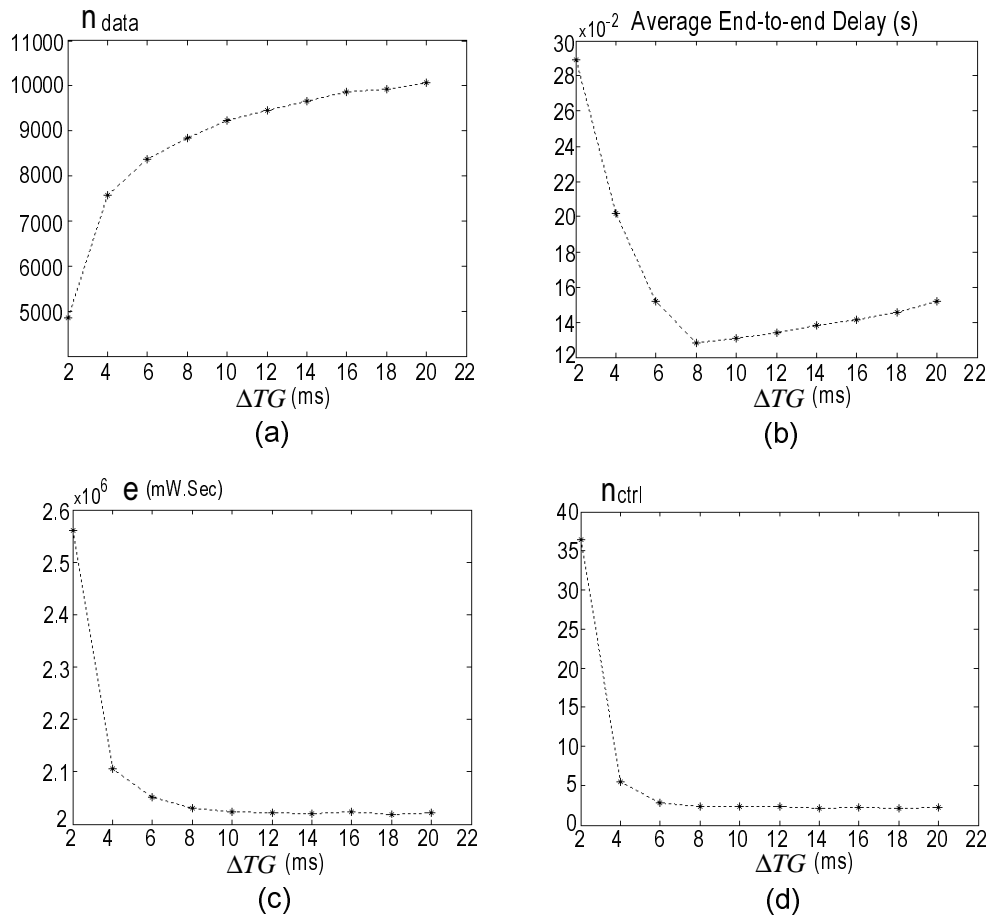 n data
11000
10000
9000
8000
7000
6000
5000
2 4 6 8 10 12 14 16 18 20 22
ΔTG (ms)
(a)
×10⁻² Average End-to-end Delay (s)
30
28
26
24
22
20
18
16
14
12
2 4 6 8 10 12 14 16 18 20 22
ΔTG (ms)
(b)
×10⁶ e (mW.Sec)
2.6
2.5
2.4
2.3
2.2
2.1
2
2 4 6 8 10 12 14 16 18 20 22
ΔTG (ms)
(c)
nctrl
40
35
30
25
20
15
10
5
0
2 4 6 8 10 12 14 16 18 20 22
ΔTG (ms)
(d)